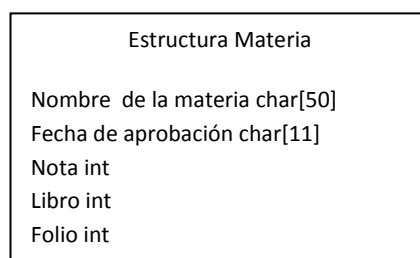 Estructura Materia
Nombre de la materia char[50]
Fecha de aprobación char[11]
Nota int
Libro int
Folio int